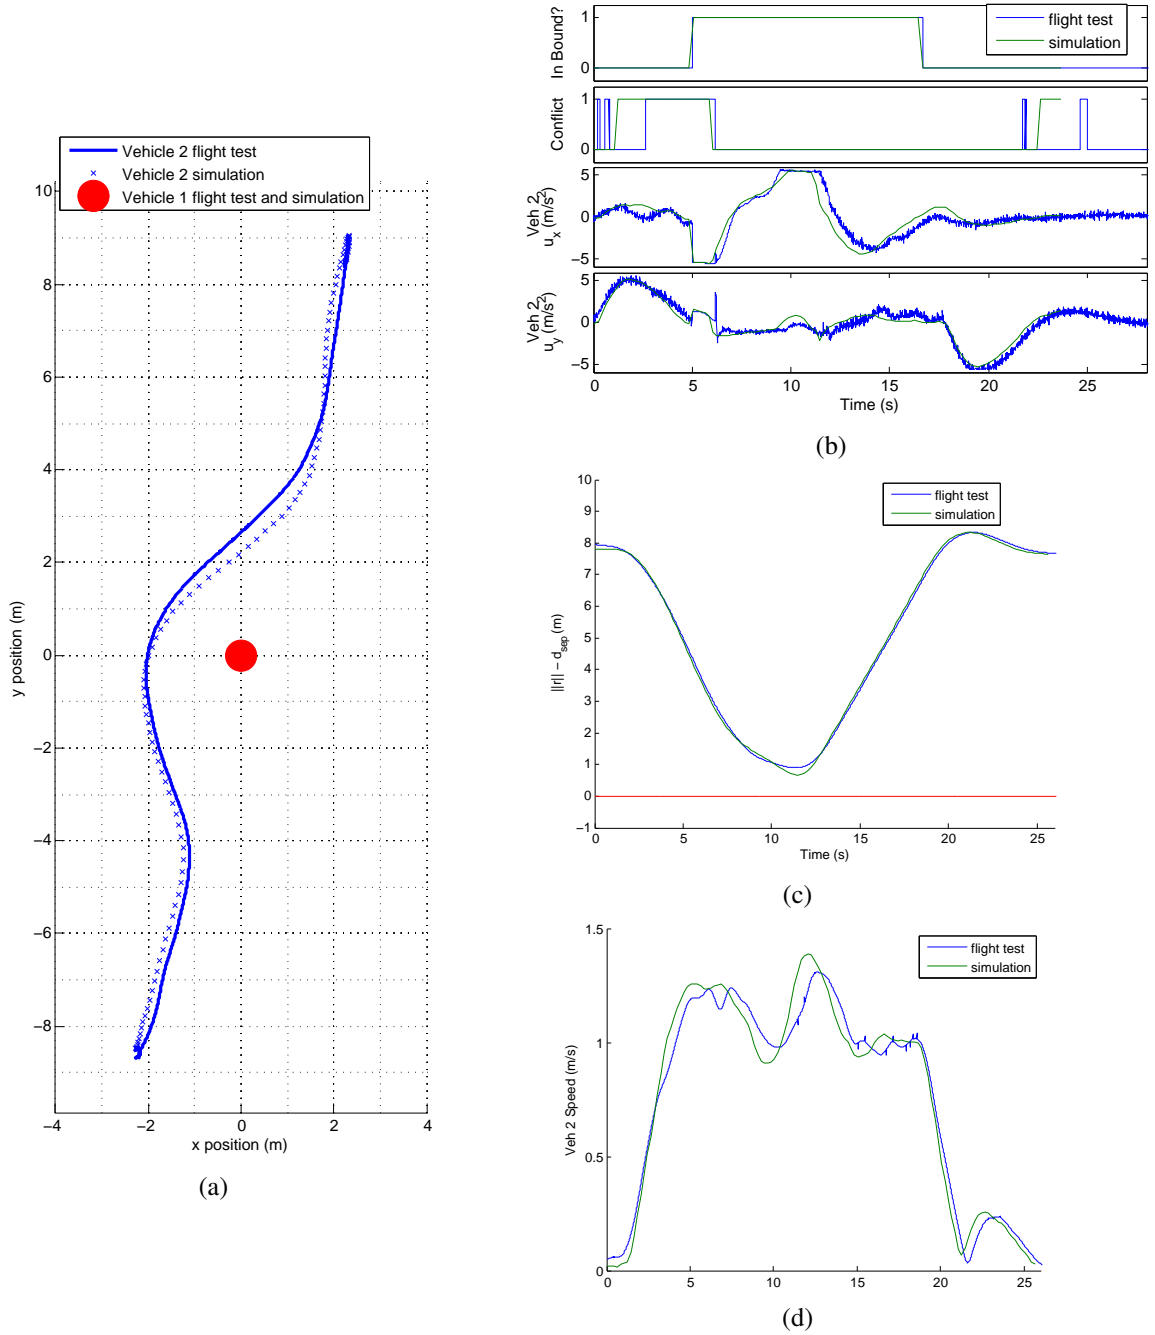 Vehicle 2 flight test
Vehicle 2 simulation
Vehicle 1 flight test and simulation
10
8
6
4
2
0
−2
−4
−6
−8
y position (m)
−4
−2
0
2
4
x position (m)
(a)
flight test
simulation
In Bound?
1
0
Conflict
1
0
Veh 2
u_x (m/s^2)
5
0
−5
Veh 2
u_y (m/s^2)
5
0
−5
0
5
10
15
20
25
Time (s)
(b)
flight test
simulation
10
9
8
7
6
5
4
3
2
1
0
−1
||r|| − d_sep (m)
0
5
10
15
20
25
Time (s)
(c)
flight test
simulation
1.5
1
0.5
0
Veh 2 Speed (m/s)
0
5
10
15
20
25
(d)